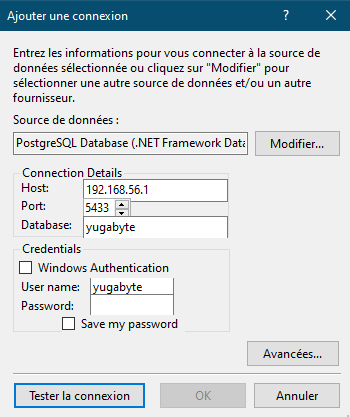 Ajouter une connexion
Entrez les informations pour vous connecter à la source de
données sélectionnée ou cliquez sur "Modifier" pour
sélectionner une autre source de données et/ou un autre
fournisseur.
Source de données :
PostgreSQL Database (.NET Framework Data
Modifier...
Connection Details
Host: 192.168.56.1
Port: 5433
Database: yugabyte
Credentials
Windows Authentication
User name: yugabyte
Password:
Save my password
Avancées...
Tester la connexion OK Annuler